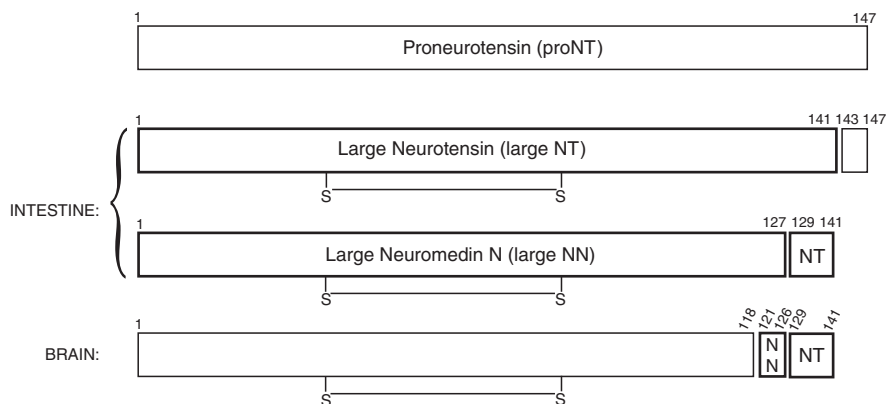 1 147
Proneurotensin (proNT)
1 141 143 147
Large Neurotensin (large NT)
S S
INTESTINE:
1 127 129 141
Large Neuromedin N (large NN) NT
S S
1 118 121 126 129 141
BRAIN: N N NT
S S